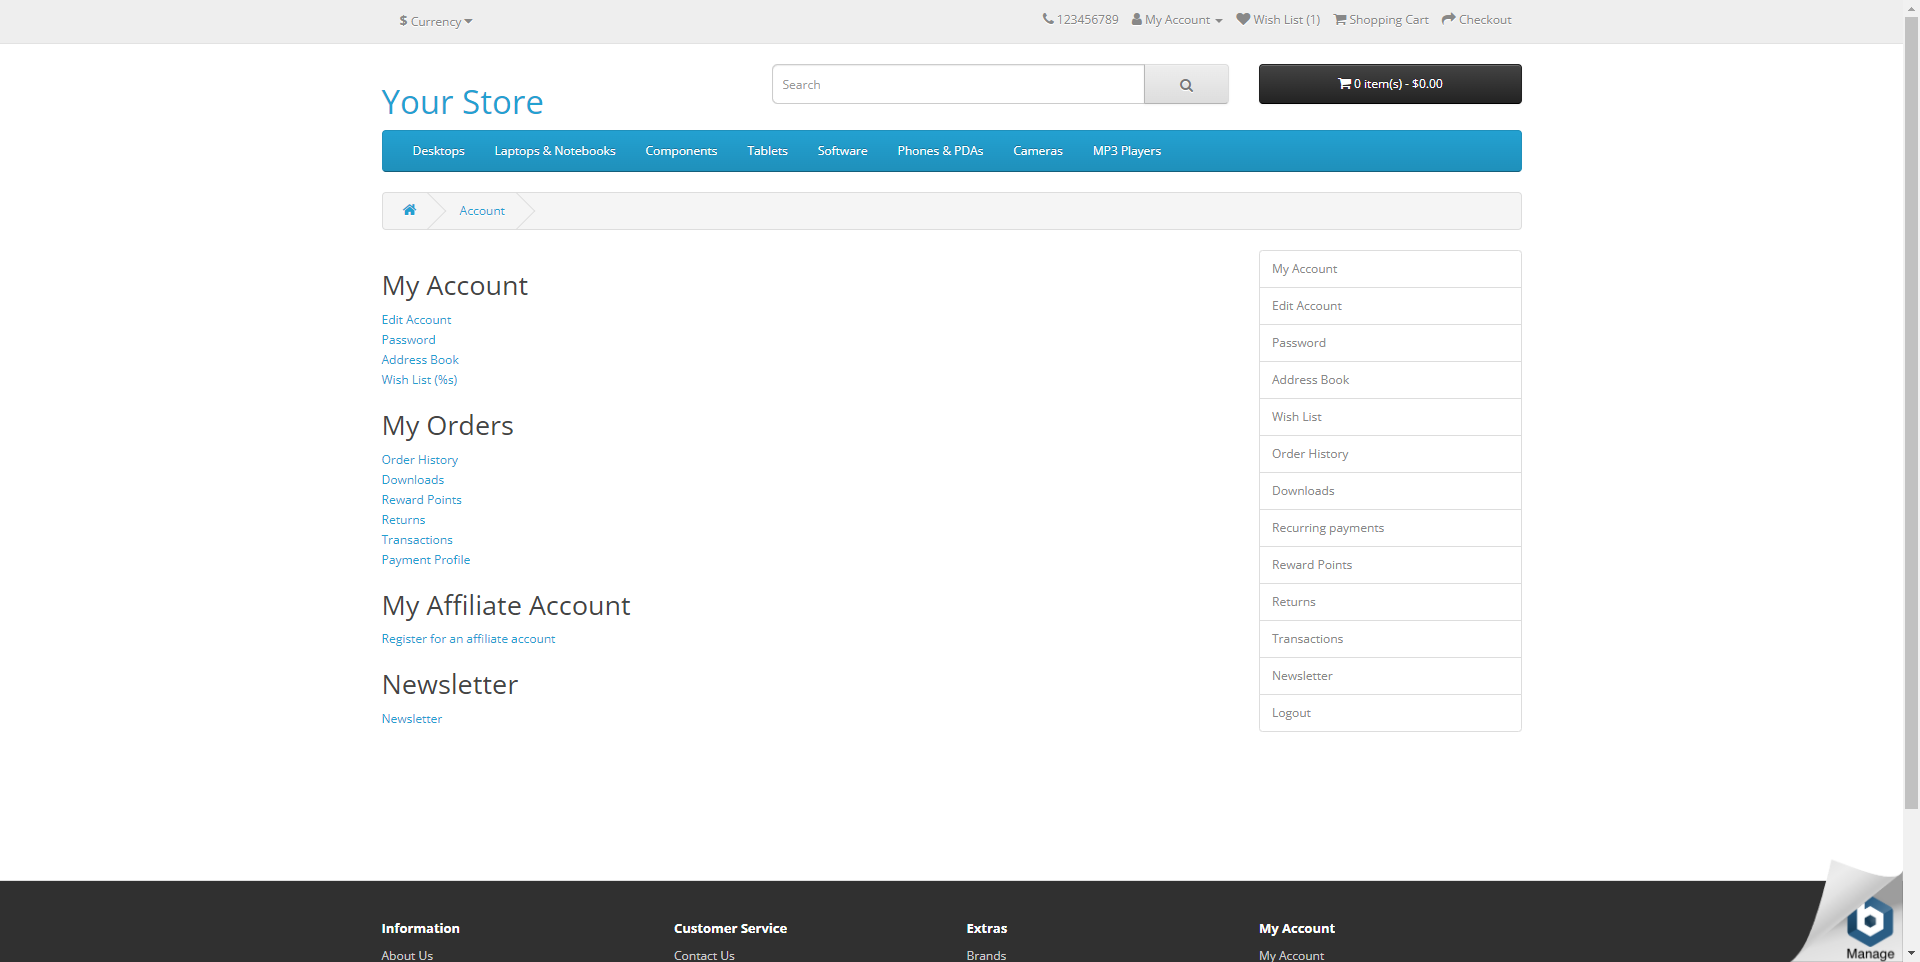 $ Currency
123456789 My Account Wish List (1) Shopping Cart Checkout
Your Store
Search
0 item(s) - $0.00
Desktops Laptops & Notebooks Components Tablets Software Phones & PDAs Cameras MP3 Players
Account
My Account
Edit Account
Password
Address Book
Wish List (%s)
My Orders
Order History
Downloads
Reward Points
Returns
Transactions
Payment Profile
My Affiliate Account
Register for an affiliate account
Newsletter
Newsletter
My Account
Edit Account
Password
Address Book
Wish List
Order History
Downloads
Recurring payments
Reward Points
Returns
Transactions
Newsletter
Logout
Information
About Us
Customer Service
Contact Us
Extras
Brands
My Account
My Account
Manage